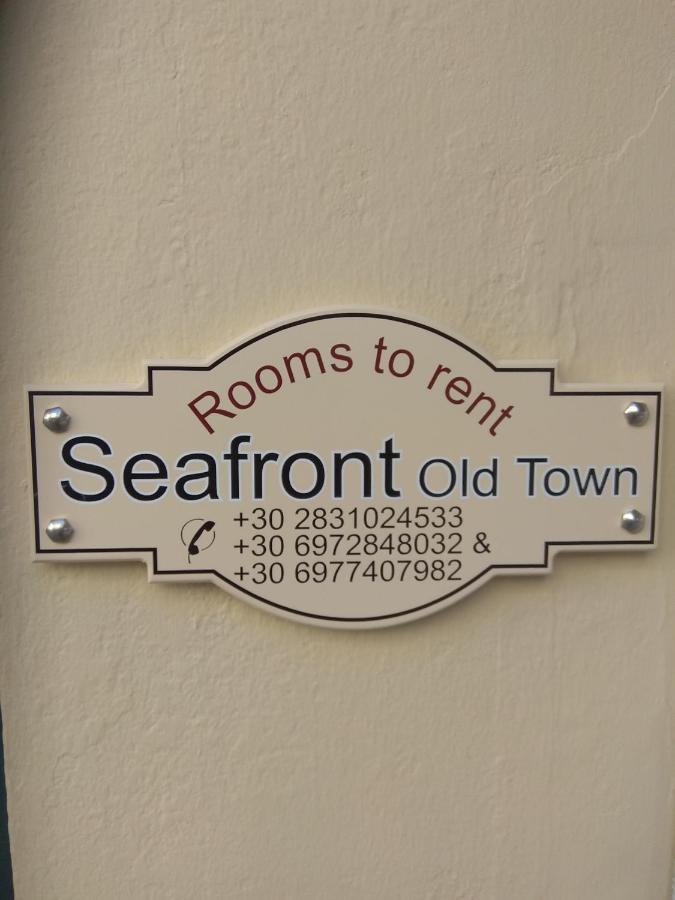 Rooms to rent
Seafront Old Town
+30 2831024533
+30 6972848032 &
+30 6977407982